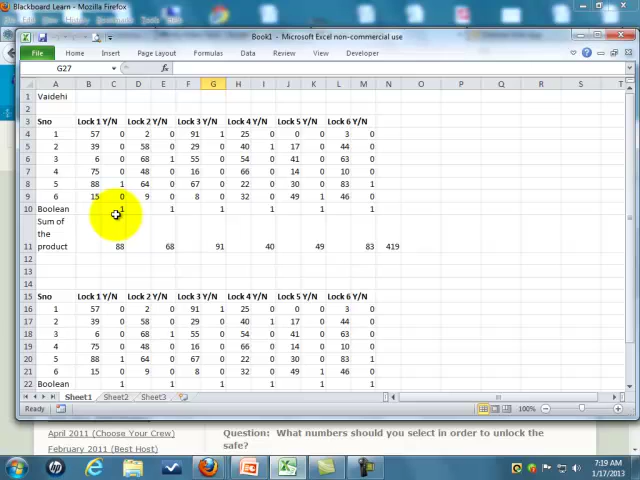 Blackboard Learn - Mozilla Firefox
Book1 - Microsoft Excel non-commercial use
File Home Insert Page Layout Formulas Data Review View Developer
G27 fx
A B C D E F G H I J K L M N O P Q R S T
1 Vaidehi
2
3 Sno Lock 1 Y/N Lock 2 Y/N Lock 3 Y/N Lock 4 Y/N Lock 5 Y/N Lock 6 Y/N
4 1 57 0 2 0 91 1 25 0 0 0 3 0
5 2 39 0 58 0 29 0 40 1 17 0 44 0
6 3 6 0 68 1 55 0 54 0 41 0 63 0
7 4 75 0 48 0 16 0 66 0 14 0 10 0
8 5 88 1 64 0 67 0 22 0 30 0 83 1
9 6 15 0 9 0 8 0 32 0 49 1 46 0
10 Boolean 1 1 1 1 1 1
Sum of
the
11 product 88 68 91 40 49 83 419
12
13
14
15 Sno Lock 1 Y/N Lock 2 Y/N Lock 3 Y/N Lock 4 Y/N Lock 5 Y/N Lock 6 Y/N
16 1 57 0 2 0 91 1 25 0 0 0 3 0
17 2 39 0 58 0 29 0 40 1 17 0 44 0
18 3 6 0 68 1 55 0 54 0 41 0 63 0
19 4 75 0 48 0 16 0 66 0 14 0 10 0
20 5 88 1 64 0 67 0 22 0 30 0 83 1
21 6 15 0 9 0 8 0 32 0 49 1 46 0
22 Boolean 1 1 1 1 1 1
Sheet1 Sheet2 Sheet3
Ready 100%
April 2011 (Choose Your Crew)
February 2011 (Best Host)
Question: What numbers should you select in order to unlock the
safe?
7:19 AM
1/17/2013